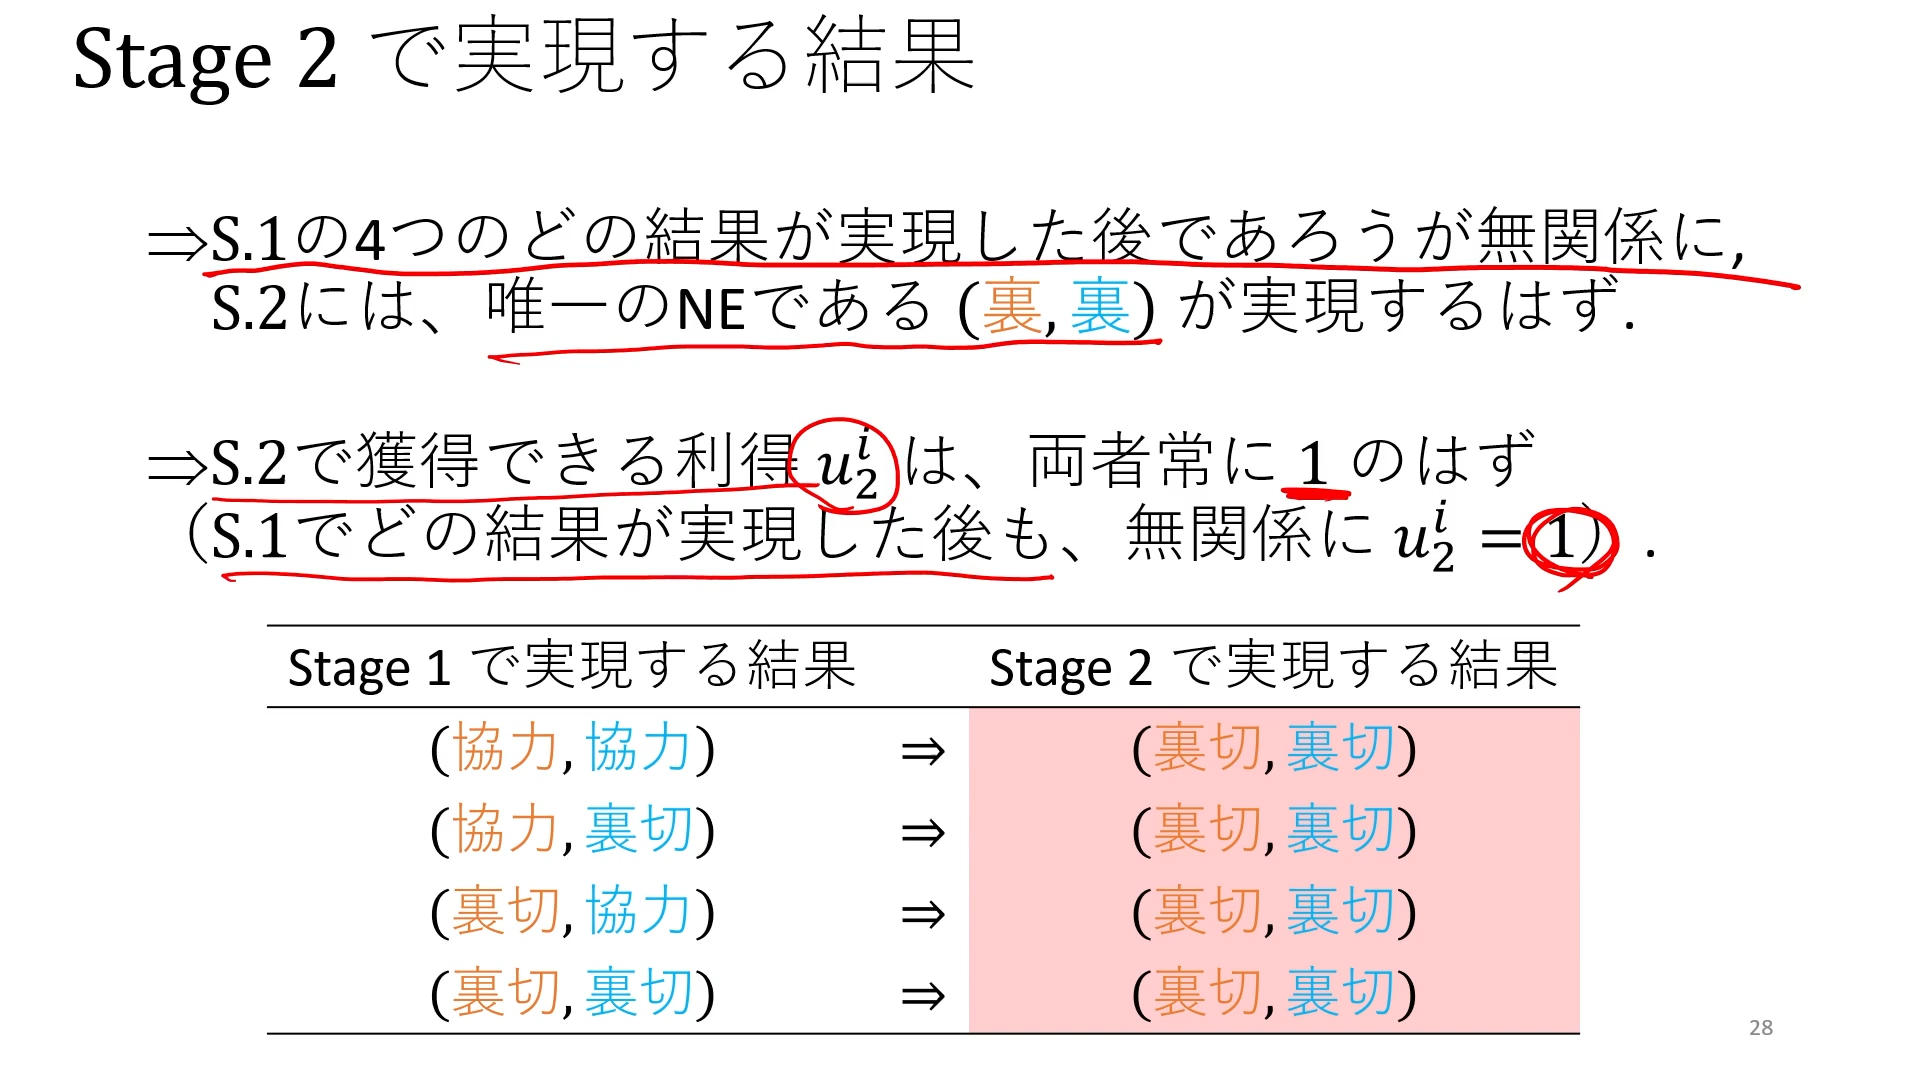 Stage 2 で実現する結果
⇒S.1の4つのどの結果が実現した後であろうが無関係に,
S.2には、唯一のNEである (裏, 裏) が実現するはず.
⇒S.2で獲得できる利得 u₂ⁱ は、両者常に 1 のはず
（S.1でどの結果が実現した後も、無関係に u₂ⁱ = 1）.
Stage 1 で実現する結果 Stage 2 で実現する結果
(協力, 協力) ⇒ (裏切, 裏切)
(協力, 裏切) ⇒ (裏切, 裏切)
(裏切, 協力) ⇒ (裏切, 裏切)
(裏切, 裏切) ⇒ (裏切, 裏切)
28